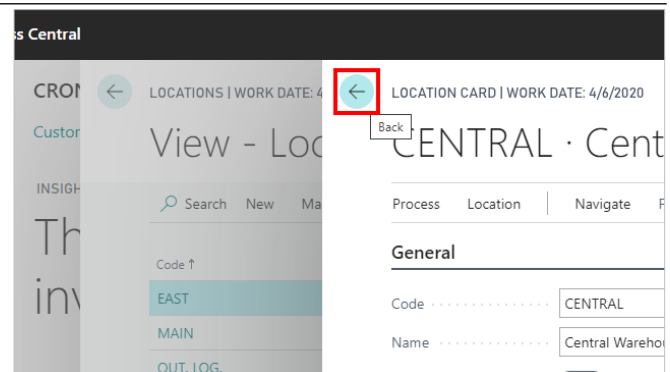 ss Central
CRON
LOCATIONS | WORK DATE: 4
LOCATION CARD | WORK DATE: 4/6/2020
Back
Custor
View - Loc
CENTRAL · Cent
INSIGH
Search New Ma
Process Location Navigate
Th
Code ↑
General
inv
EAST
Code
CENTRAL
MAIN
Name
Central Warehou
OUT. LOG.